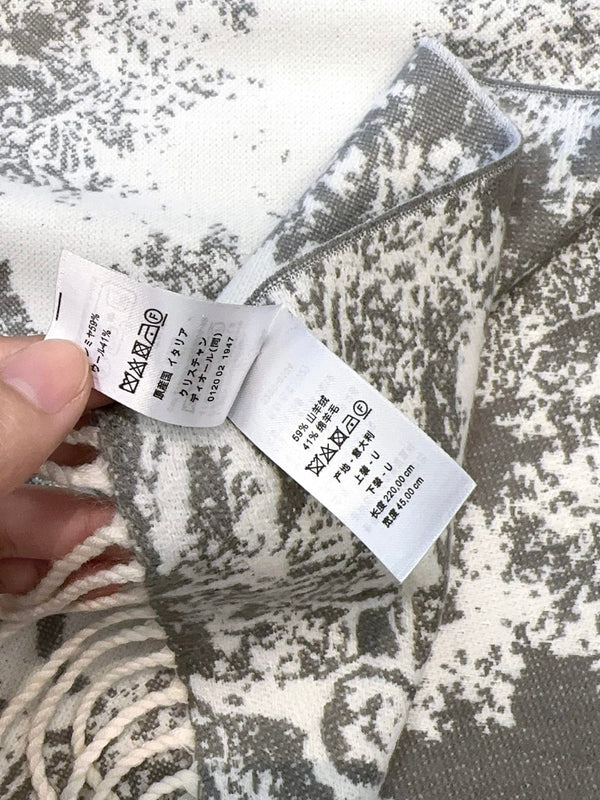 ミヤ59%
ウール41%
F
原産国 イタリア
クリスチャン
ディオール(同)
0120 02 1947
59% 山羊绒
41% 绵羊毛
F
产地 - 意大利
上装 - U
下装 - U
长度 220,00 cm
宽度 45,00 cm